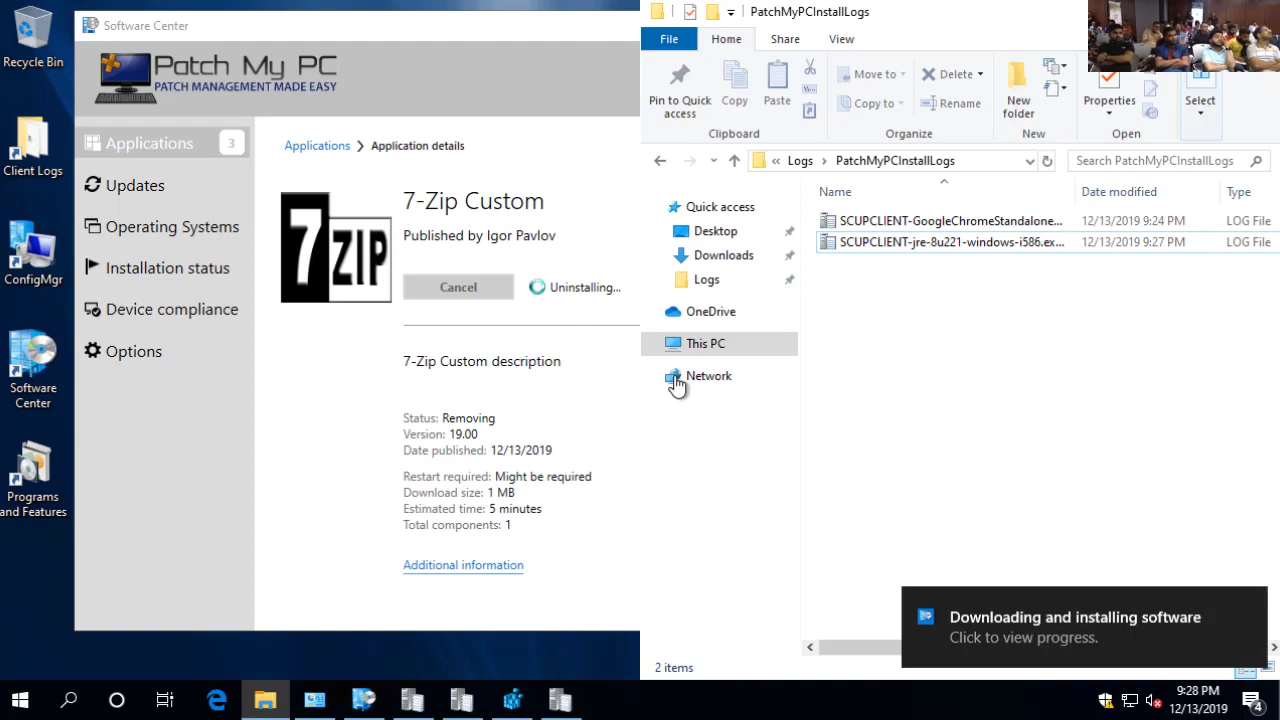 Recycle Bin
Client Logs
ConfigMgr
Software
Center
Programs
and Features
Software Center
Patch My PC
PATCH MANAGEMENT MADE EASY
Applications
3
Updates
Operating Systems
Installation status
Device compliance
Options
Applications > Application details
7 ZIP
7-Zip Custom
Published by Igor Pavlov
Cancel
Uninstalling...
7-Zip Custom description
Status: Removing
Version: 19.00
Date published: 12/13/2019
Restart required: Might be required
Download size: 1 MB
Estimated time: 5 minutes
Total components: 1
Additional information
PatchMyPCInstallLogs
File
Home
Share
View
Pin to Quick
access
Copy
Paste
Clipboard
Move to
Copy to
Delete
Rename
Organize
New
folder
New
Properties
Open
Select
« Logs > PatchMyPCInstallLogs
Search PatchMyPCInstallLogs
Quick access
Desktop
Downloads
Logs
OneDrive
This PC
Network
Name
Date modified
Type
SCUPCLIENT-GoogleChromeStandalone... 12/13/2019 9:24 PM LOG File
SCUPCLIENT-jre-8u221-windows-i586.ex... 12/13/2019 9:27 PM LOG File
Downloading and installing software
Click to view progress.
2 items
9:28 PM
12/13/2019
4